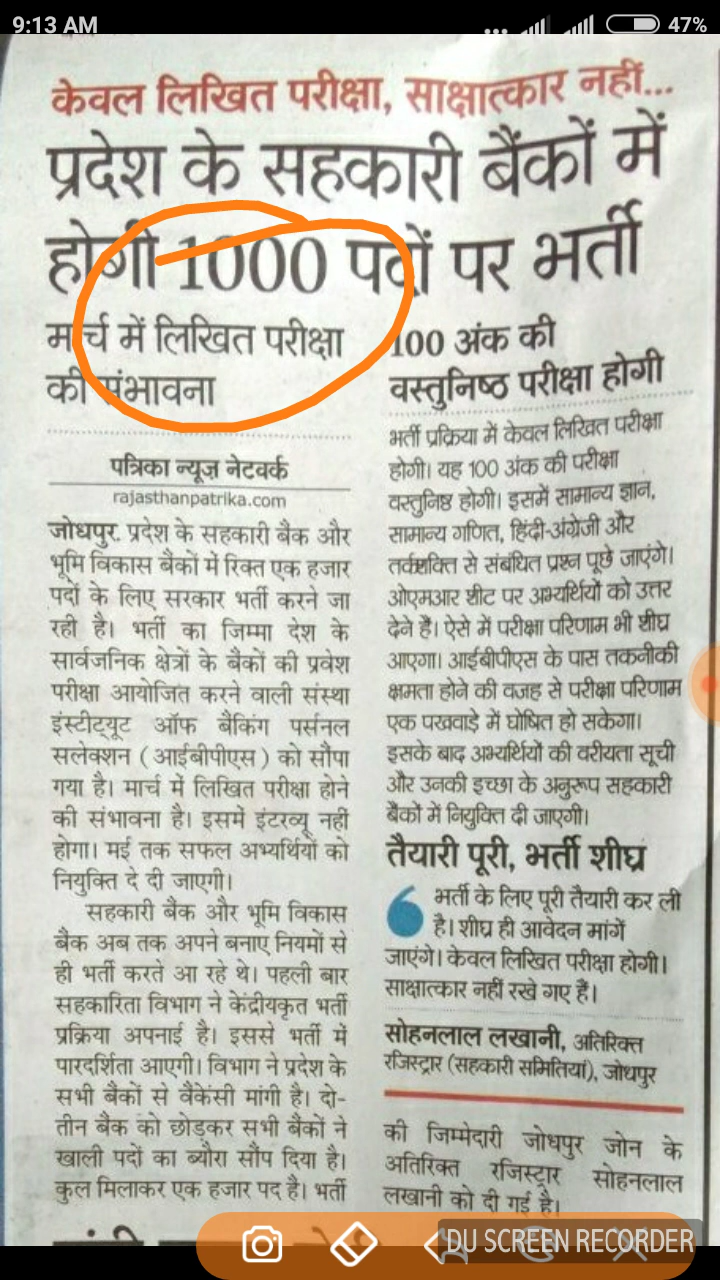 9:13 AM
47%
केवल लिखित परीक्षा, साक्षात्कार नहीं...
प्रदेश के सहकारी बैंकों में
होगी 1000 पदों पर भर्ती
मार्च में लिखित परीक्षा
की संभावना
पत्रिका न्यूज़ नेटवर्क
rajasthanpatrika.com
जोधपुर. प्रदेश के सहकारी बैंक और
भूमि विकास बैंकों में रिक्त एक हजार
पदों के लिए सरकार भर्ती करने जा
रही है। भर्ती का जिम्मा देश के
सार्वजनिक क्षेत्रों के बैंकों की प्रवेश
परीक्षा आयोजित करने वाली संस्था
इंस्टीट्यूट ऑफ बैकिंग पर्सनल
सलेक्शन (आईबीपीएस) को सौंपा
गया है। मार्च में लिखित परीक्षा होने
की संभावना है। इसमें इंटरव्यू नहीं
होगा। मई तक सफल अभ्यर्थियों को
नियुक्ति दे दी जाएगी।
सहकारी बैंक और भूमि विकास
बैंक अब तक अपने बनाए नियमों से
ही भर्ती करते आ रहे थे। पहली बार
सहकारिता विभाग ने केंद्रीयकृत भर्ती
प्रक्रिया अपनाई है। इससे भर्ती में
पारदर्शिता आएगी। विभाग ने प्रदेश के
सभी बैंकों से वैकेंसी मांगी है। दो-
तीन बैंक को छोड़कर सभी बैंकों ने
खाली पदों का ब्यौरा सौंप दिया है।
कुल मिलाकर एक हजार पद है। भर्ती
100 अंक की
वस्तुनिष्ठ परीक्षा होगी
भर्ती प्रक्रिया में केवल लिखित परीक्षा
होगी। यह 100 अंक की परीक्षा
वस्तुनिष्ठ होगी। इसमें सामान्य ज्ञान,
सामान्य गणित, हिंदी-अंग्रेजी और
तर्कशक्ति से संबंधित प्रश्न पूछे जाएंगे।
ओएमआर शीट पर अभ्यर्थियों को उत्तर
देने हैं। ऐसे में परीक्षा परिणाम भी शीघ्र
आएगा। आईबीपीएस के पास तकनीकी
क्षमता होने की वजह से परीक्षा परिणाम
एक पखवाड़े में घोषित हो सकेगा।
इसके बाद अभ्यर्थियों की वरीयता सूची
और उनकी इच्छा के अनुरूप सहकारी
बैंकों में नियुक्ति दी जाएगी।
तैयारी पूरी, भर्ती शीघ्र
भर्ती के लिए पूरी तैयारी कर ली
है। शीघ्र ही आवेदन मांगें
जाएंगे। केवल लिखित परीक्षा होगी।
साक्षात्कार नहीं रखे गए हैं।
सोहनलाल लखानी, अतिरिक्त
रजिस्ट्रार (सहकारी समितियां), जोधपुर
की जिम्मेदारी जोधपुर जोन के
अतिरिक्त रजिस्ट्रार सोहनलाल
लखानी को दी गई है।
DU SCREEN RECORDER